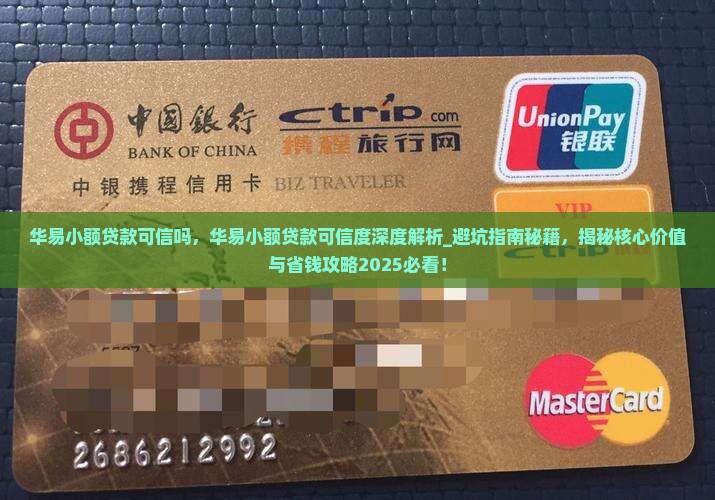 中國銀行
BANK OF CHINA
ctrip.com
携程旅行网
UnionPay
银联
中银携程信用卡 BIZ TRAVELER
VIP
华易小额贷款可信吗，华易小额贷款可信度深度解析_避坑指南秘籍，揭秘核心价值
与省钱攻略2025必看！
MasterCard
2686212992